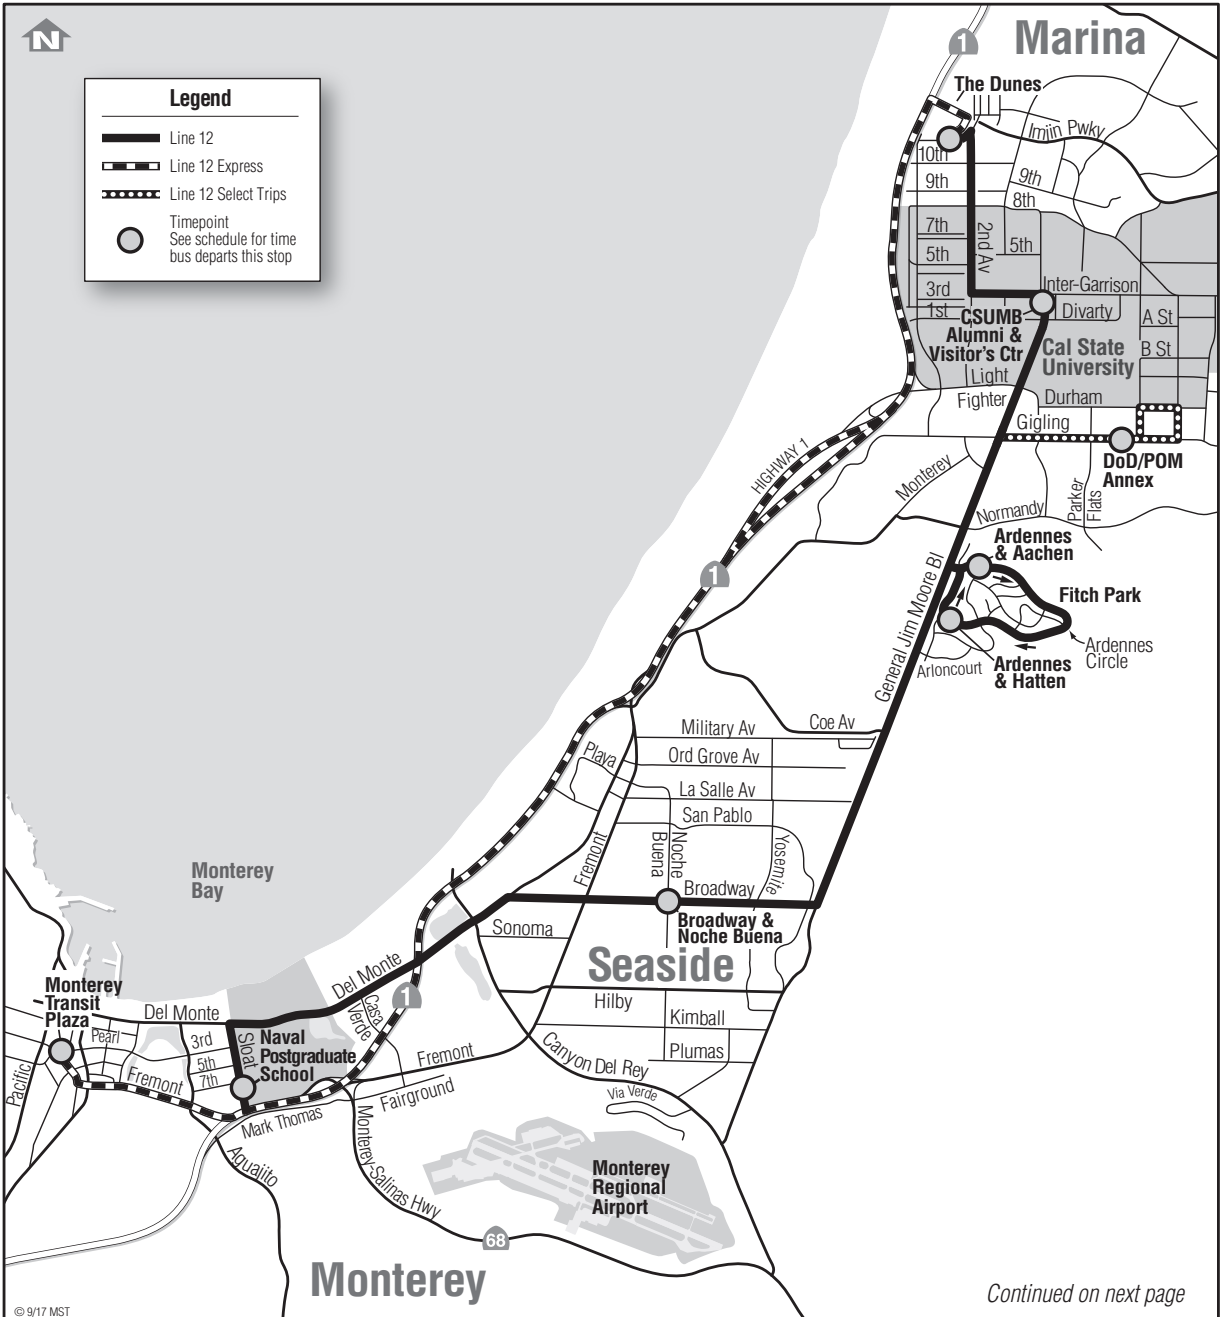 N
1
Marina
Legend
Line 12
Line 12 Express
Line 12 Select Trips
Timepoint
See schedule for time
bus departs this stop
The Dunes
Imjin Pwky
10th
9th
9th
8th
7th
2nd Av
5th
5th
Inter-Garrison
3rd
1st
Divarty
A St
CSUMB
Alumni &
Visitor's Ctr
Cal State
University
B St
Light
Fighter
Durham
Gigling
HIGHWAY 1
DoD/POM
Annex
Monterey
Parker
Flats
Normandy
Ardennes
& Aachen
1
General Jim Moore Bl
Fitch Park
Ardennes
Circle
Arloncourt
Ardennes
& Hatten
Military Av
Coe Av
Playa
Ord Grove Av
La Salle Av
San Pablo
Fremont
Noche
Buena
Yosemite
Monterey
Bay
Broadway
Broadway &
Noche Buena
Sonoma
Seaside
Del Monte
Monterey
Transit
Plaza
1
Hilby
Casa
Verde
Del Monte
Kimball
Pearl
3rd
Sloat
Naval
Postgraduate
School
Fremont
Canyon Del Rey
Plumas
5th
7th
Pacific
Fremont
Fairground
Via Verde
Mark Thomas
Aguajito
Monterey-Salinas Hwy
Monterey
Regional
Airport
68
Monterey
Continued on next page
© 9/17 MST